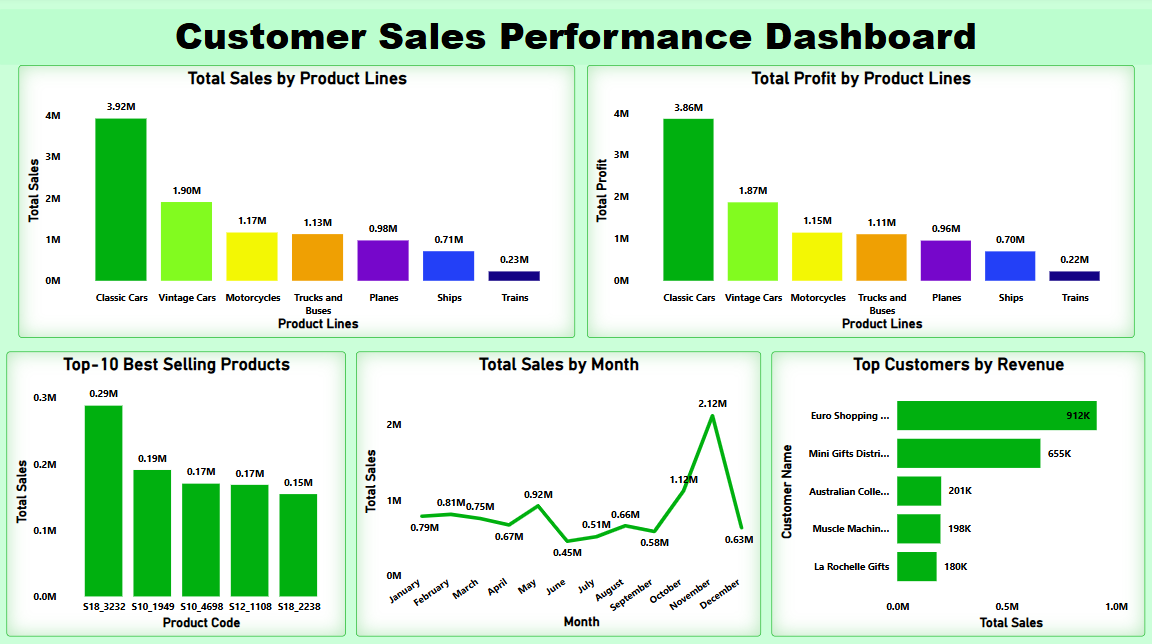 Customer Sales Performance Dashboard
Total Sales by Product Lines
Total Sales
4M
3M
2M
1M
0M
3.92M
1.90M
1.17M
1.13M
0.98M
0.71M
0.23M
Classic Cars
Vintage Cars
Motorcycles
Trucks and
Buses
Planes
Ships
Trains
Product Lines
Total Profit by Product Lines
Total Profit
4M
3M
2M
1M
0M
3.86M
1.87M
1.15M
1.11M
0.96M
0.70M
0.22M
Classic Cars
Vintage Cars
Motorcycles
Trucks and
Buses
Planes
Ships
Trains
Product Lines
Top-10 Best Selling Products
Total Sales
0.3M
0.2M
0.1M
0.0M
0.29M
0.19M
0.17M
0.17M
0.15M
S18_3232
S10_1949
S10_4698
S12_1108
S18_2238
Product Code
Total Sales by Month
Total Sales
2M
1M
0M
0.79M
0.81M
0.75M
0.67M
0.92M
0.45M
0.51M
0.66M
0.58M
1.12M
2.12M
0.63M
January
February
March
April
May
June
July
August
September
October
November
December
Month
Top Customers by Revenue
Customer Name
Euro Shopping ...
912K
Mini Gifts Distri...
655K
Australian Colle...
201K
Muscle Machin...
198K
La Rochelle Gifts
180K
0.0M
0.5M
1.0M
Total Sales